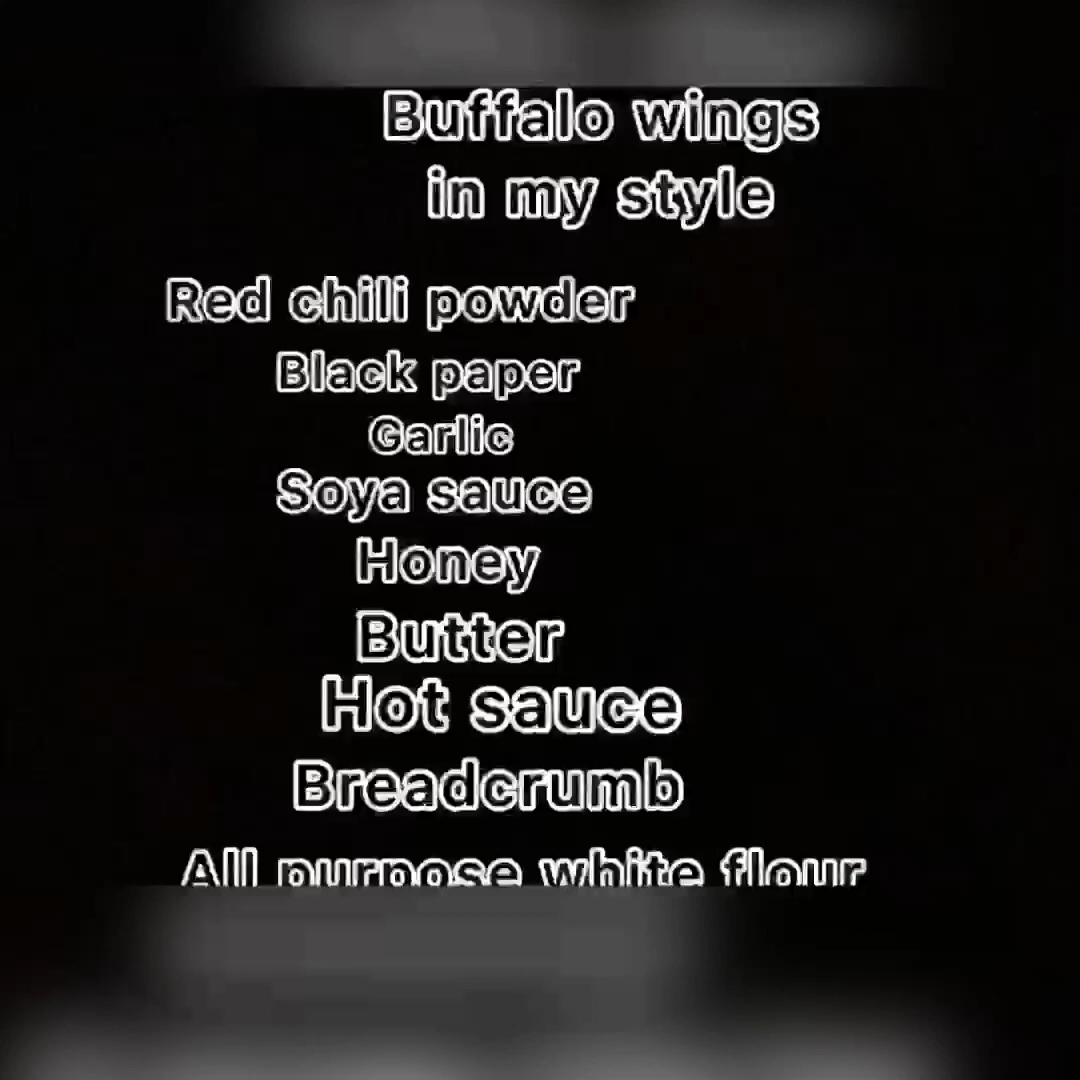 Buffalo wings
in my style
Red chili powder
Black paper
Garlic
Soya sauce
Honey
Butter
Hot sauce
Breadcrumb
All purpose white flour